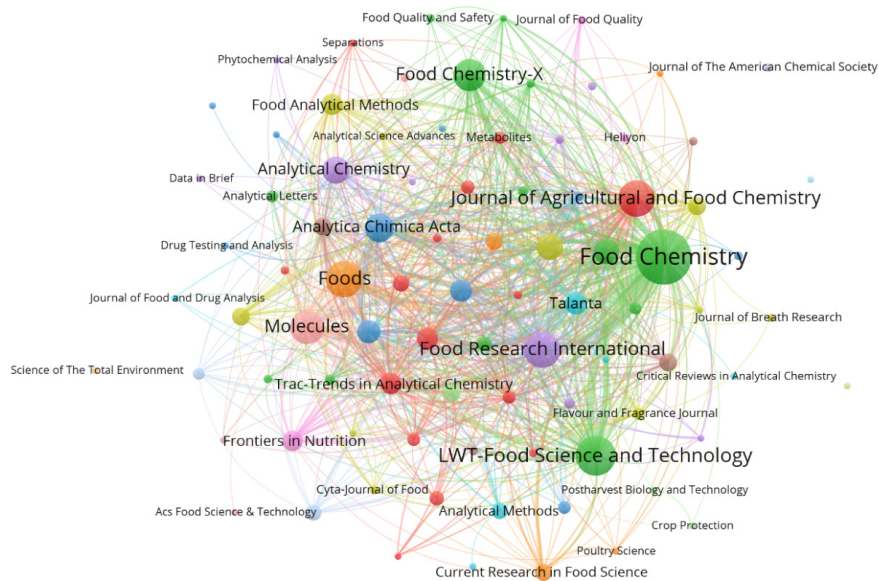 Food Quality and Safety
Journal of Food Quality
Separations
Phytochemical Analysis
Food Chemistry-X
Journal of The American Chemical Society
Food Analytical Methods
Analytical Science Advances
Metabolites
Heliyon
Analytical Chemistry
Data in Brief
Analytical Letters
Journal of Agricultural and Food Chemistry
Analytica Chimica Acta
Drug Testing and Analysis
Food Chemistry
Foods
Journal of Food and Drug Analysis
Talanta
Molecules
Journal of Breath Research
Food Research International
Science of The Total Environment
Trac-Trends in Analytical Chemistry
Critical Reviews in Analytical Chemistry
Flavour and Fragrance Journal
Frontiers in Nutrition
LWT-Food Science and Technology
Cyta-Journal of Food
Postharvest Biology and Technology
Acs Food Science & Technology
Analytical Methods
Crop Protection
Poultry Science
Current Research in Food Science